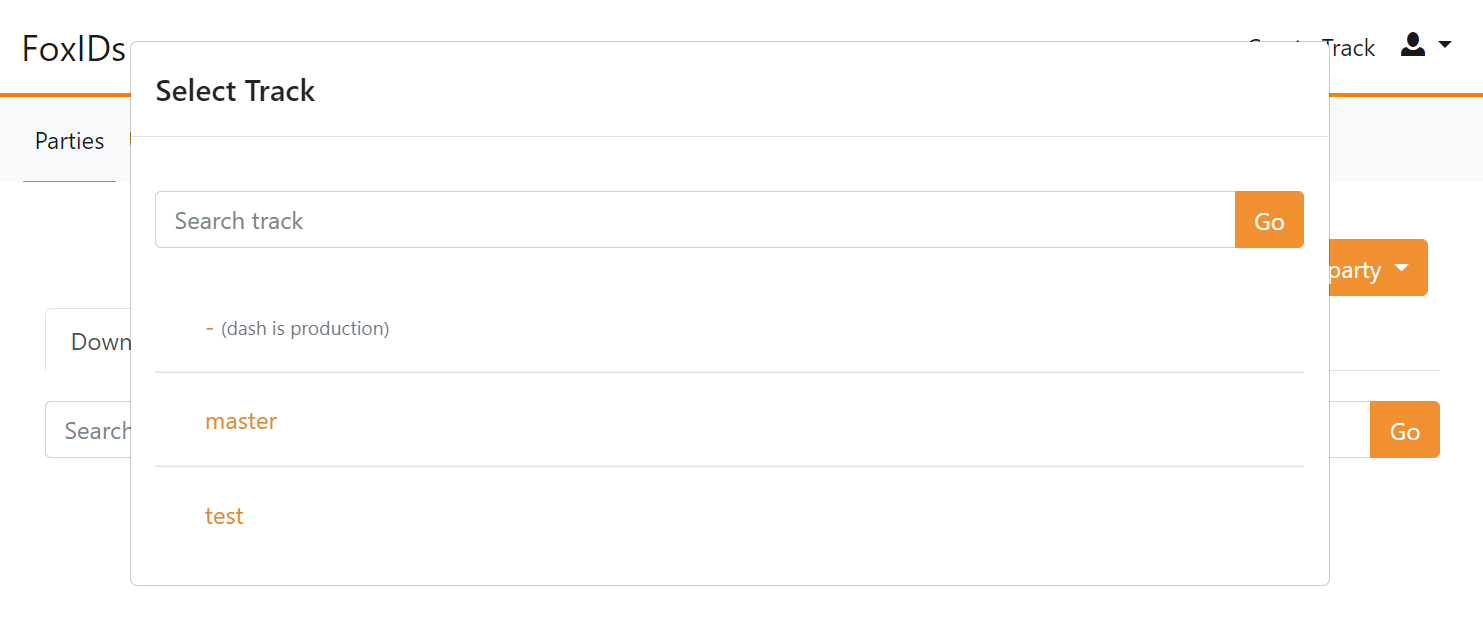 FoxIDs
Track
Select Track
Parties
Search track Go
party
- (dash is production)
Down
master
Search Go
test